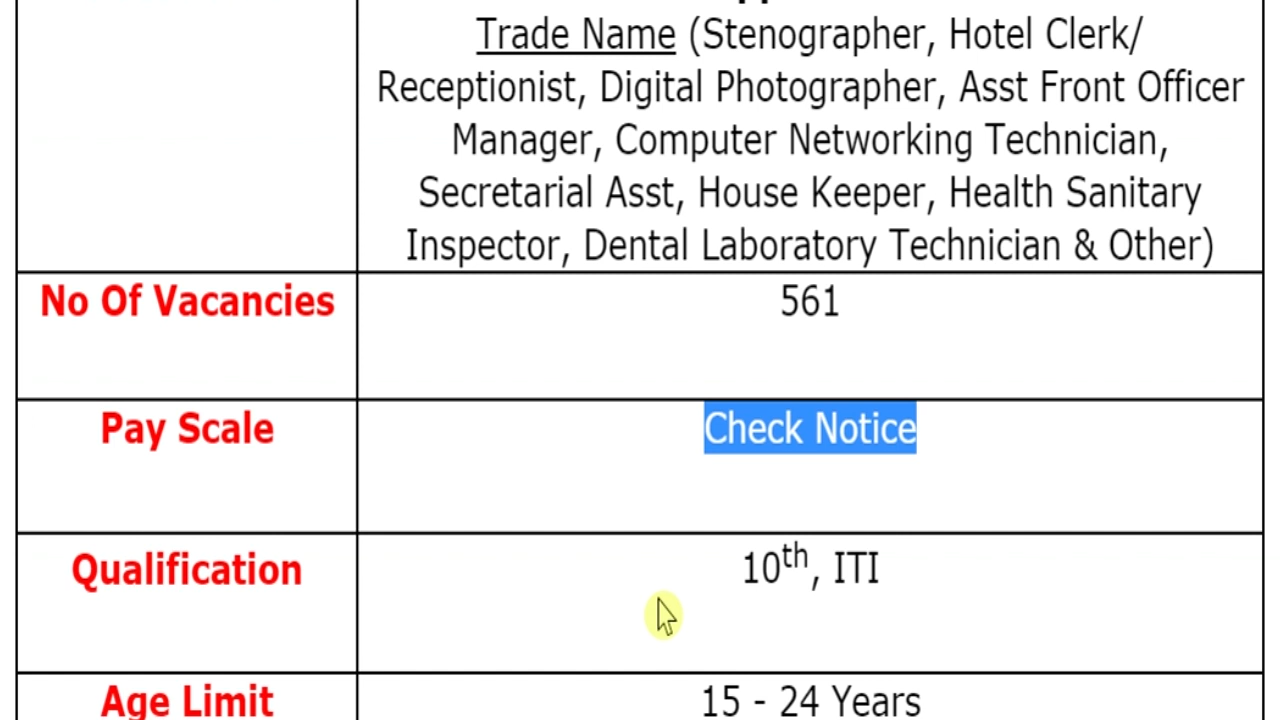 Trade Name (Stenographer, Hotel Clerk/
Receptionist, Digital Photographer, Asst Front Officer
Manager, Computer Networking Technician,
Secretarial Asst, House Keeper, Health Sanitary
Inspector, Dental Laboratory Technician & Other)
No Of Vacancies 561
Pay Scale Check Notice
Qualification 10th, ITI
Age Limit 15 - 24 Years